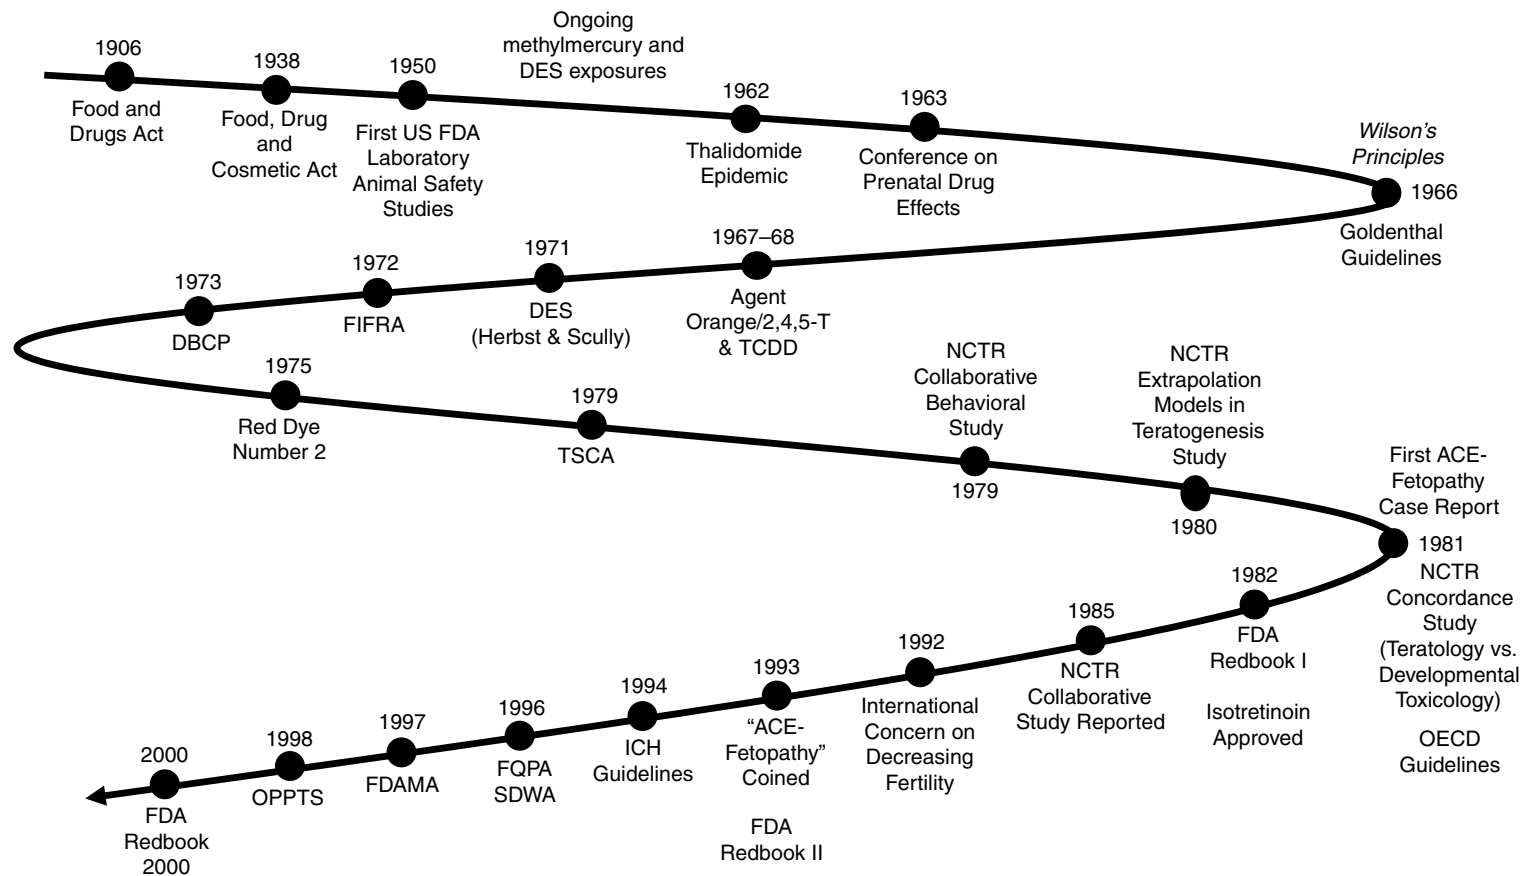 1906
Food and
Drugs Act
1938
Food, Drug
and
Cosmetic Act
1950
First US FDA
Laboratory
Animal Safety
Studies
Ongoing
methylmercury and
DES exposures
1962
Thalidomide
Epidemic
1963
Conference on
Prenatal Drug
Effects
Wilson’s
Principles
1966
Goldenthal
Guidelines
1967–68
Agent
Orange/2,4,5-T
& TCDD
1971
DES
(Herbst & Scully)
1972
FIFRA
1973
DBCP
1975
Red Dye
Number 2
1979
TSCA
NCTR
Collaborative
Behavioral
Study
1979
NCTR
Extrapolation
Models in
Teratogenesis
Study
1980
First ACE-
Fetopathy
Case Report
1981
NCTR
Concordance
Study
(Teratology vs.
Developmental
Toxicology)
OECD
Guidelines
1982
FDA
Redbook I
Isotretinoin
Approved
1985
NCTR
Collaborative
Study Reported
1992
International
Concern on
Decreasing
Fertility
1993
“ACE-
Fetopathy”
Coined
FDA
Redbook II
1994
ICH
Guidelines
1996
FQPA
SDWA
1997
FDAMA
1998
OPPTS
2000
FDA
Redbook
2000